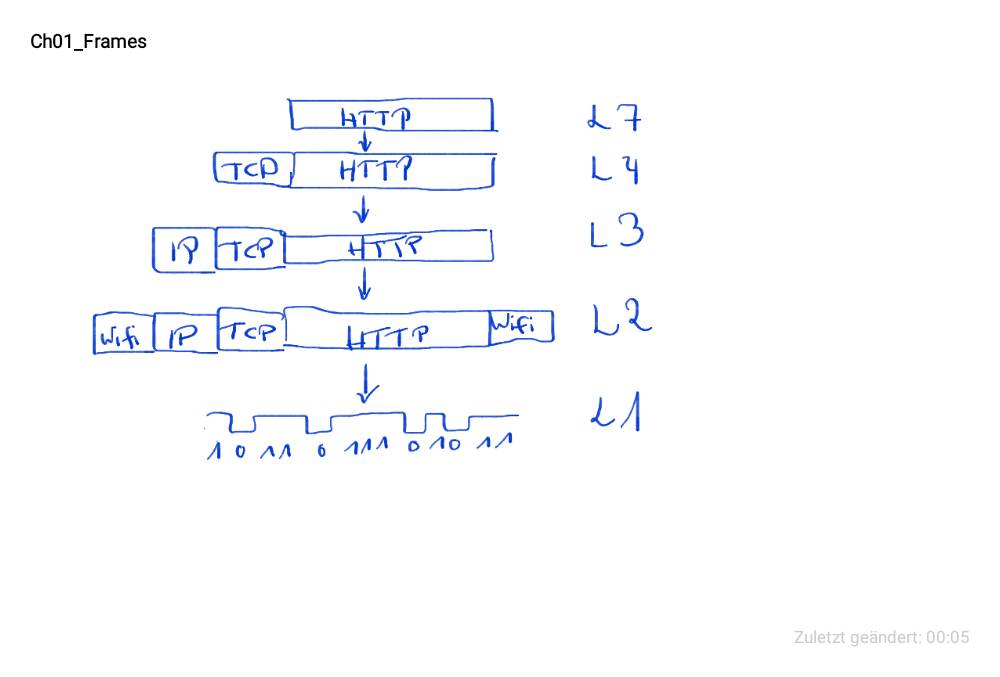 Ch01_Frames
HTTP L7
TCP HTTP L4
IP TCP HTTP L3
Wifi IP TCP HTTP Wifi L2
L1
1 0 11 0 111 0 10 11
Zuletzt geändert: 00:05